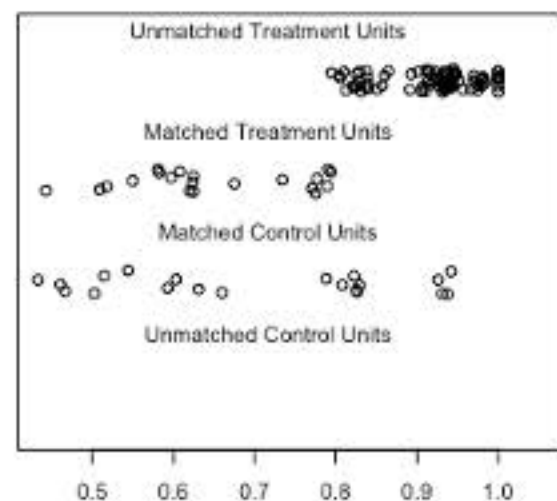 Unmatched Treatment Units
Matched Treatment Units
Matched Control Units
Unmatched Control Units
0.5 0.6 0.7 0.8 0.9 1.0